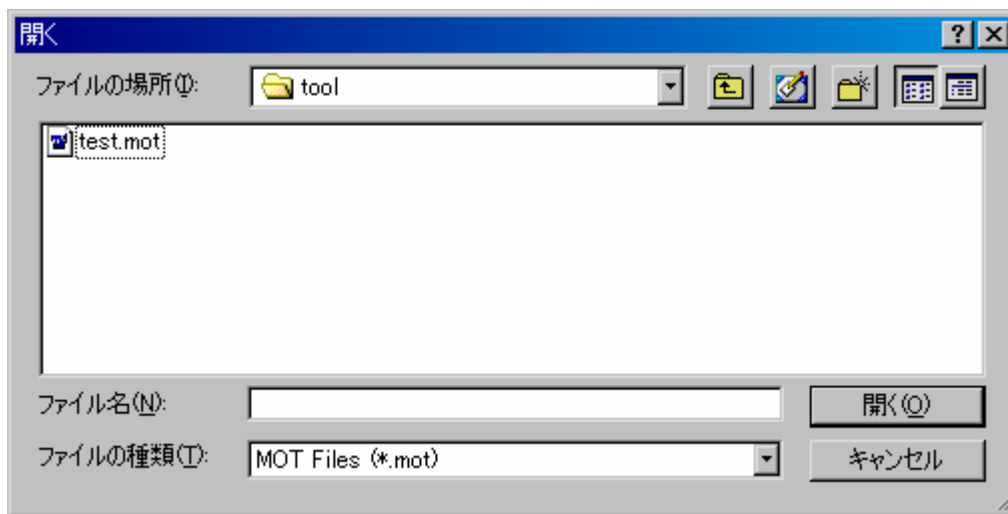 開く
ファイルの場所(I):
tool
test.mot
ファイル名(N):
開く(O)
ファイルの種類(T):
MOT Files (*.mot)
キャンセル